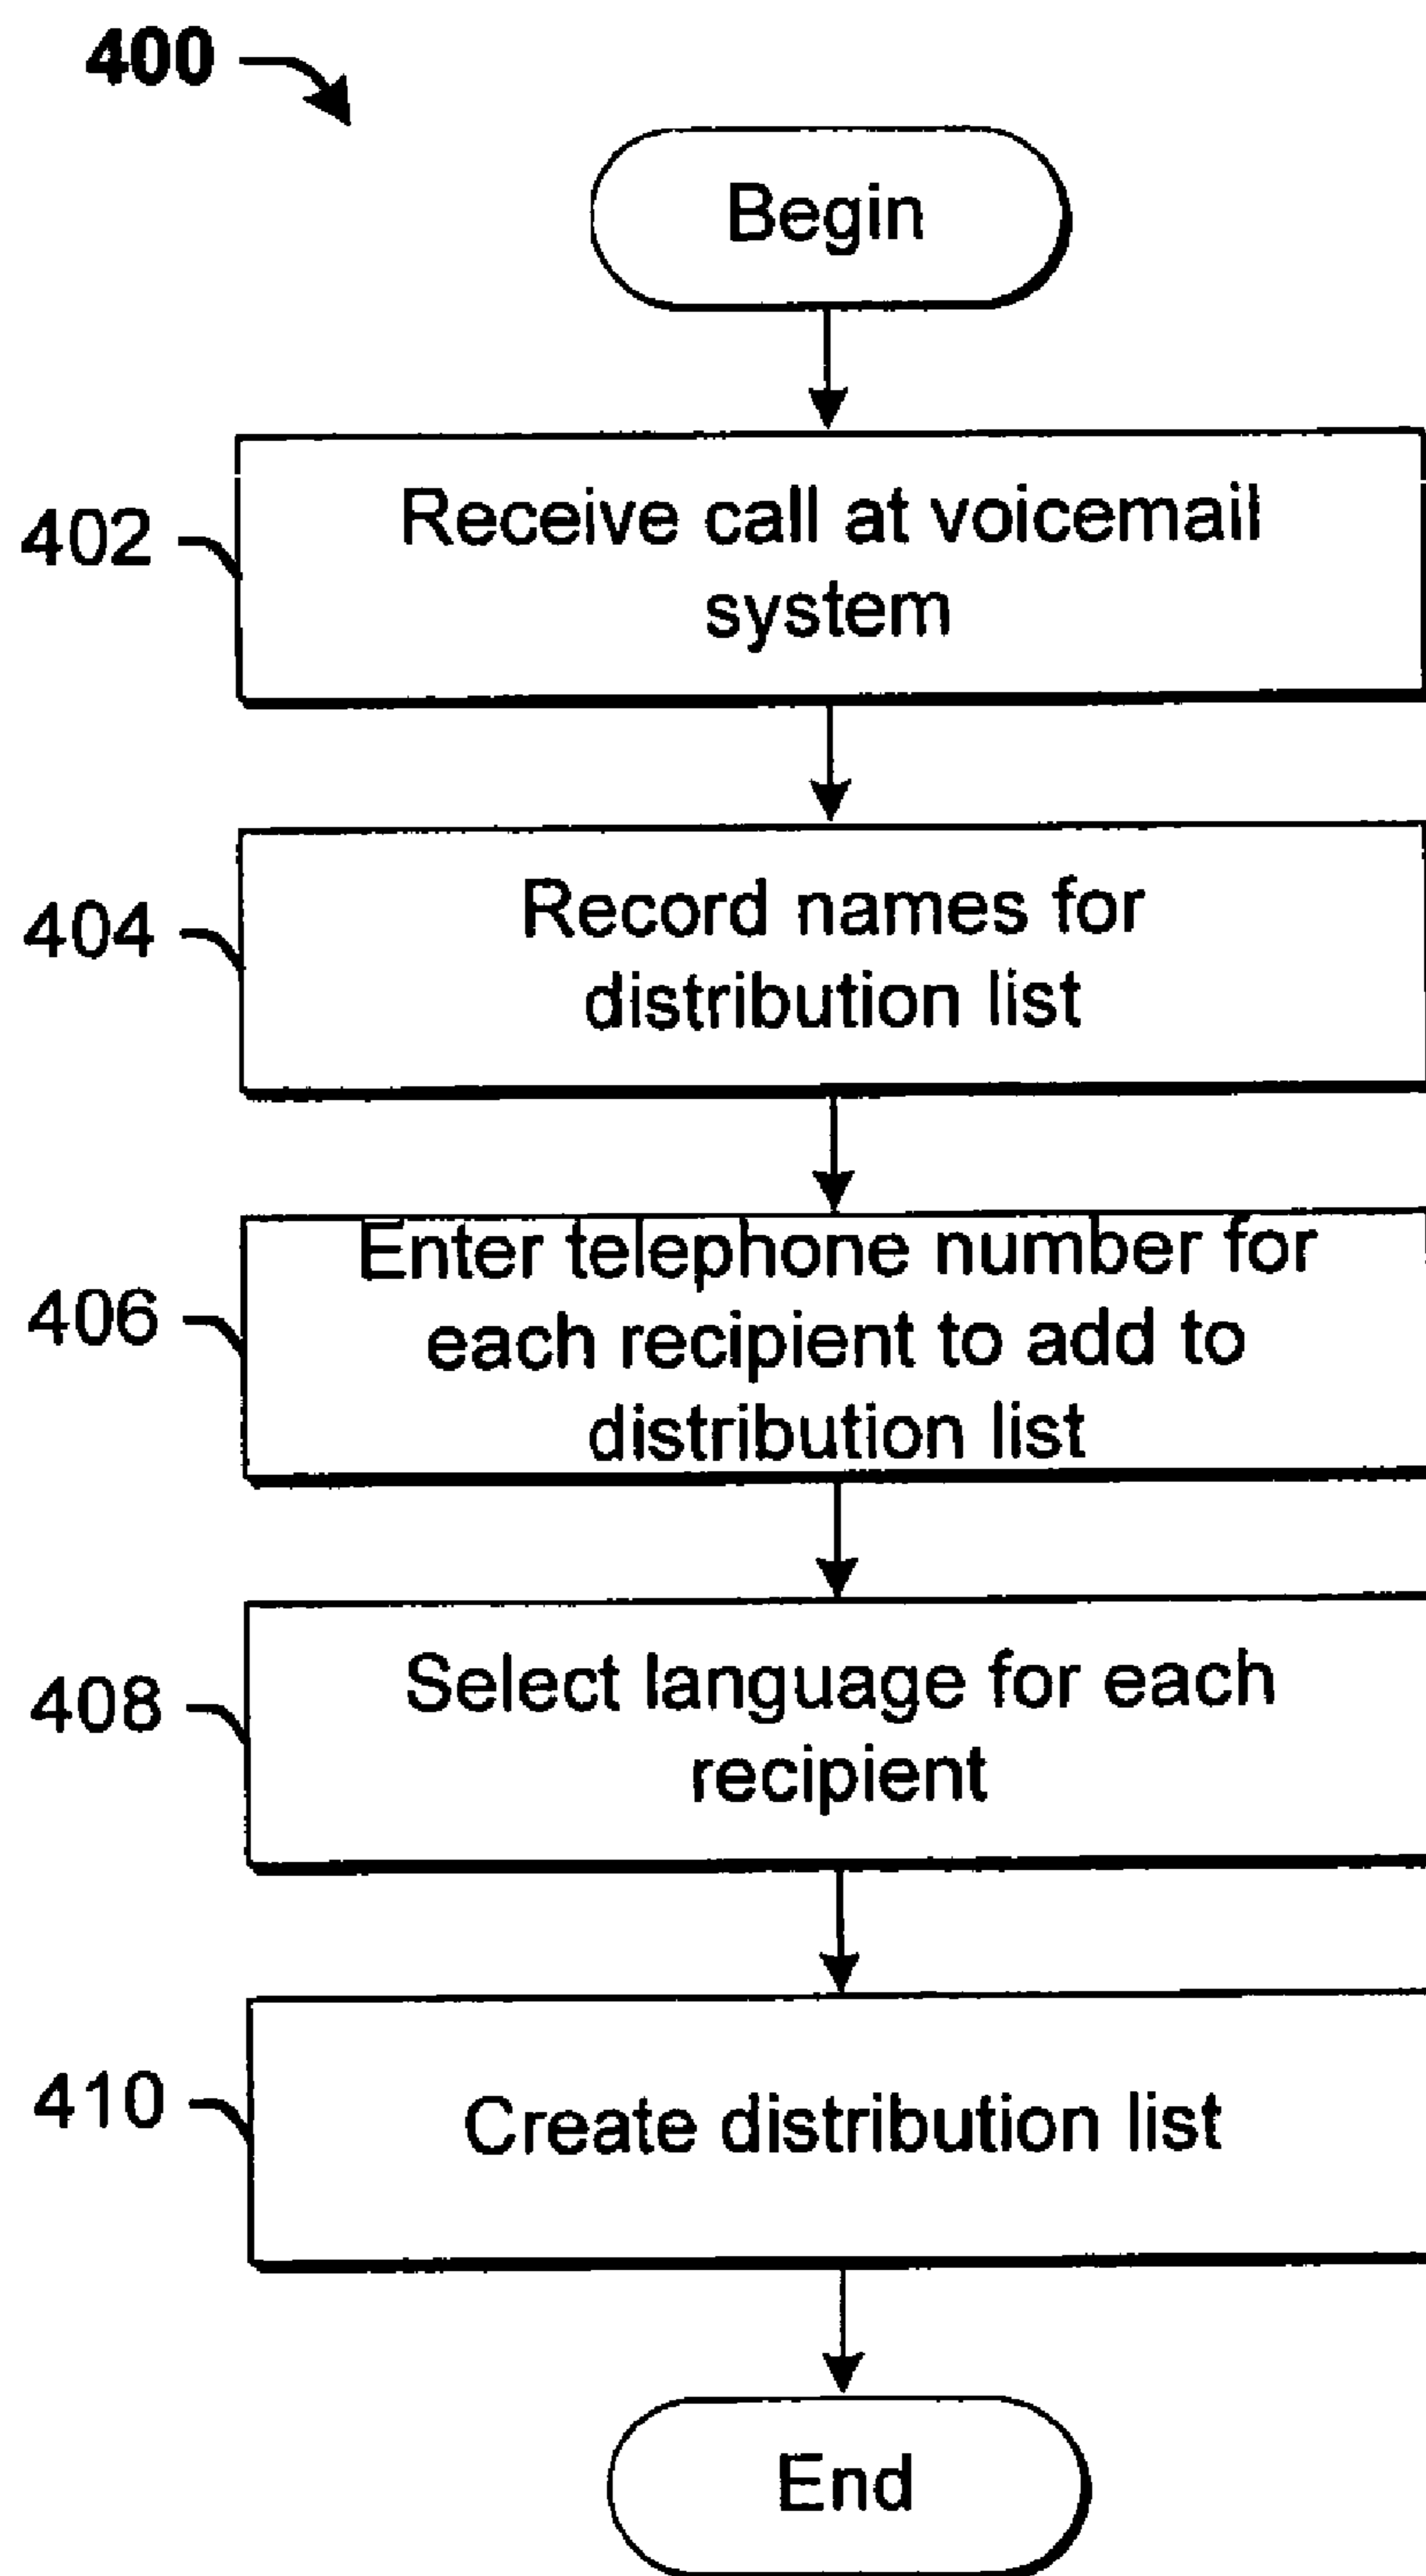 400
Begin
402
Receive call at voicemail
system
404
Record names for
distribution list
406
Enter telephone number for
each recipient to add to
distribution list
408
Select language for each
recipient
410
Create distribution list
End